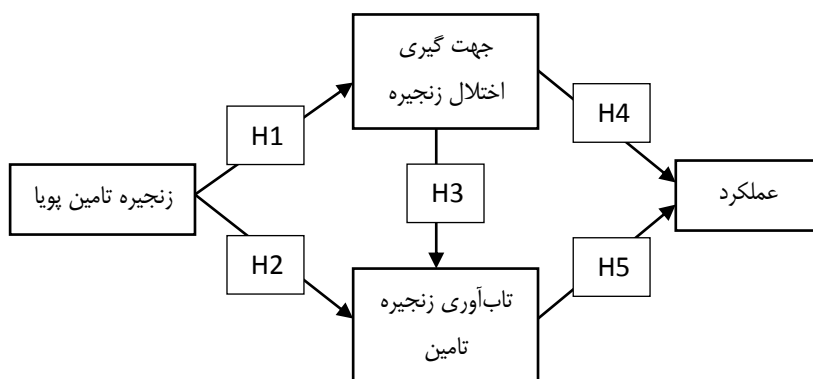 جهت گیری
اختلال زنجیره
H1
H4
زنجیره تامین پویا
H3
عملکرد
H2
H5
تاب‌آوری زنجیره
تامین